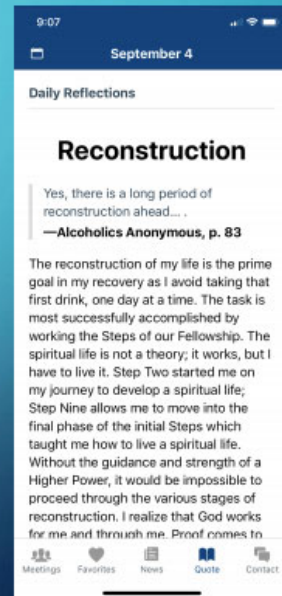 9:07
September 4
Daily Reflections
Reconstruction
Yes, there is a long period of
reconstruction ahead... .
—Alcoholics Anonymous, p. 83
The reconstruction of my life is the prime
goal in my recovery as I avoid taking that
first drink, one day at a time. The task is
most successfully accomplished by
working the Steps of our Fellowship. The
spiritual life is not a theory; it works, but I
have to live it. Step Two started me on
my journey to develop a spiritual life;
Step Nine allows me to move into the
final phase of the initial Steps which
taught me how to live a spiritual life.
Without the guidance and strength of a
Higher Power, it would be impossible to
proceed through the various stages of
reconstruction. I realize that God works
for me and through me. Proof comes to
Meetings Favorites News Quote Contact